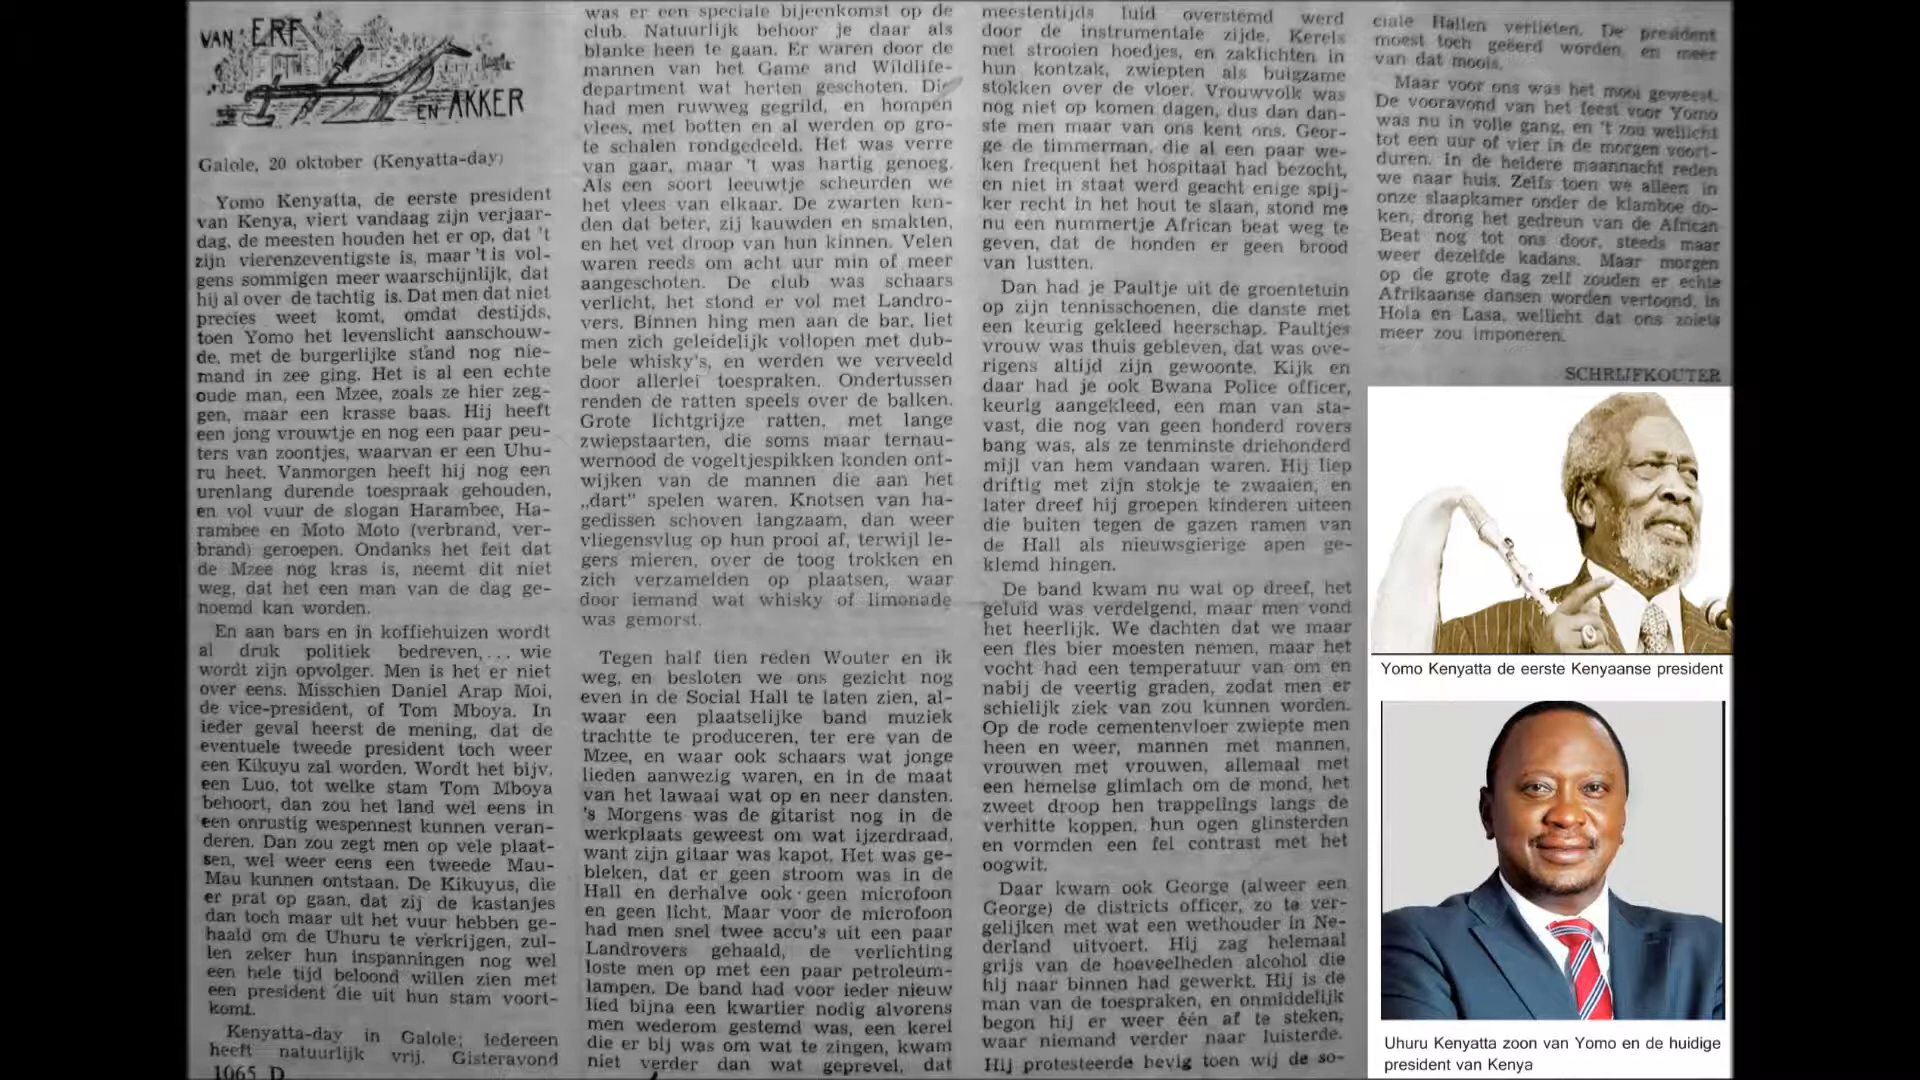 VAN ERF
EN AKKER
Galole, 20 oktober (Kenyatta-day)
Yomo Kenyatta, de eerste president
van Kenya, viert vandaag zijn verjaar-
dag, de meesten houden het er op, dat 't
zijn vierenzeventigste is, maar 't is vol-
gens sommigen meer waarschijnlijk, dat
hij al over de tachtig is. Dat men dat niet
precies weet komt, omdat destijds,
toen Yomo het levenslicht aanschouw-
de, met de burgerlijke stand nog nie-
mand in zee ging. Het is al een echte
oude man, een Mzee, zoals ze hier zeg-
gen, maar een krasse baas. Hij heeft
een jong vrouwtje en nog een paar peu-
ters van zoontjes, waarvan er een Uhu-
ru heet. Vanmorgen heeft hij nog een
urenlang durende toespraak gehouden,
en vol vuur de slogan Harambee, Ha-
rambee en Moto Moto (verbrand, ver-
brand) geroepen. Ondanks het feit dat
de Mzee nog kras is, neemt dit niet
weg, dat het een man van de dag ge-
noemd kan worden.
En aan bars en in koffiehuizen wordt
al druk politiek bedreven,... wie
wordt zijn opvolger. Men is het er niet
over eens. Misschien Daniel Arap Moi,
de vice-president, of Tom Mboya. In
ieder geval heerst de mening, dat de
eventuele tweede president toch weer
een Kikuyu zal worden. Wordt het bijv.
een Luo, tot welke stam Tom Mboya
behoort, dan zou het land wel eens in
een onrustig wespennest kunnen veran-
deren. Dan zou zegt men op vele plaat-
sen, wel weer eens een tweede Mau-
Mau kunnen ontstaan. De Kikuyus, die
er prat op gaan, dat zij de kastanjes
dan toch maar uit het vuur hebben ge-
haald om de Uhuru te verkrijgen, zul-
len zeker hun inspanningen nog wel
een hele tijd beloond willen zien met
een president die uit hun stam voort-
komt.
Kenyatta-day in Galole; iedereen
heeft natuurlijk vrij. Gisteravond
1065 D
was er een speciale bijeenkomst op de
club. Natuurlijk behoor je daar als
blanke heen te gaan. Er waren door de
mannen van het Game and Wildlife-
department wat herten geschoten. Die
had men ruwweg gegrild, en hompen
vlees, met botten en al werden op gro-
te schalen rondgedeeld. Het was verre
van gaar, maar 't was hartig genoeg.
Als een soort leeuwtje scheurden we
het vlees van elkaar. De zwarten ken-
den dat beter, zij kauwden en smakten,
en het vet droop van hun kinnen. Velen
waren reeds om acht uur min of meer
aangeschoten. De club was schaars
verlicht, het stond er vol met Landro-
vers. Binnen hing men aan de bar, liet
men zich geleidelijk vollopen met dub-
bele whisky's, en werden we verveeld
door allerlei toespraken. Ondertussen
renden de ratten speels over de balken.
Grote lichtgrijze ratten, met lange
zwiepstaarten, die soms maar ternau-
wernood de vogeltjespikken konden ont-
wijken van de mannen die aan het
„dart" spelen waren. Knotsen van ha-
gedissen schoven langzaam, dan weer
vliegensvlug op hun prooi af, terwijl le-
gers mieren, over de toog trokken en
zich verzamelden op plaatsen, waar
door iemand wat whisky of limonade
was gemorst.
Tegen half tien reden Wouter en ik
weg, en besloten we ons gezicht nog
even in de Social Hall te laten zien, al-
waar een plaatselijke band muziek
trachtte te produceren, ter ere van de
Mzee, en waar ook schaars wat jonge
lieden aanwezig waren, en in de maat
van het lawaai wat op en neer dansten.
's Morgens was de gitarist nog in de
werkplaats geweest om wat ijzerdraad,
want zijn gitaar was kapot. Het was ge-
bleken, dat er geen stroom was in de
Hall en derhalve ook geen microfoon
en geen licht. Maar voor de microfoon
had men snel twee accu's uit een paar
Landrovers gehaald, de verlichting
loste men op met een paar petroleum-
lampen. De band had voor ieder nieuw
lied bijna een kwartier nodig alvorens
men wederom gestemd was, een kerel
die er bij was om wat te zingen, kwam
niet verder dan wat geprevel, dat
meestentijds luid overstemd werd
door de instrumentale zijde. Kerels
met strooien hoedjes, en zaklichten in
hun kontzak, zwiepten als buigzame
stokken over de vloer. Vrouwvolk was
nog niet op komen dagen, dus dan dan-
ste men maar van ons kent ons. Geor-
ge de timmerman, die al een paar we-
ken frequent het hospitaal had bezocht,
en niet in staat werd geacht enige spij-
ker recht in het hout te slaan, stond me
nu een nummertje African beat weg te
geven, dat de honden er geen brood
van lustten.
Dan had je Paultje uit de groentetuin
op zijn tennisschoenen, die danste met
een keurig gekleed heerschap. Paultjes
vrouw was thuis gebleven, dat was ove-
rigens altijd zijn gewoonte. Kijk en
daar had je ook Bwana Police officer,
keurig aangekleed, een man van sta-
vast, die nog van geen honderd rovers
bang was, als ze tenminste driehonderd
mijl van hem vandaan waren. Hij liep
driftig met zijn stokje te zwaaien, en
later dreef hij groepen kinderen uiteen
die buiten tegen de gazen ramen van
de Hall als nieuwsgierige apen ge-
klemd hingen.
De band kwam nu wat op dreef, het
geluid was verdelgend, maar men vond
het heerlijk. We dachten dat we maar
een fles bier moesten nemen, maar het
vocht had een temperatuur van om en
nabij de veertig graden, zodat men er
schielijk ziek van zou kunnen worden.
Op de rode cementenvloer zwiepte men
heen en weer, mannen met mannen,
vrouwen met vrouwen, allemaal met
een hemelse glimlach om de mond, het
zweet droop hen trappelings langs de
verhitte koppen, hun ogen glinsterden
en vormden een fel contrast met het
oogwit.
Daar kwam ook George (alweer een
George) de districts officer, zo te ver-
gelijken met wat een wethouder in Ne-
derland uitvoert. Hij zag helemaal
grijs van de hoeveelheden alcohol die
hij naar binnen had gewerkt. Hij is de
man van de toespraken, en onmiddelijk
begon hij er weer één af te steken,
waar niemand verder naar luisterde.
Hij protesteerde hevig toen wij de so-
ciale Hallen verlieten. De president
moest toch geëerd worden, en meer
van dat moois.
Maar voor ons was het mooi geweest.
De vooravond van het feest voor Yomo
was nu in volle gang, en 't zou wellicht
tot een uur of vier in de morgen voort-
duren. In de heldere maannacht reden
we naar huis. Zelfs toen we alleen in
onze slaapkamer onder de klamboe do-
ken, drong het gedreun van de African
Beat nog tot ons door, steeds maar
weer dezelfde kadans. Maar morgen
op de grote dag zelf zouden er echte
Afrikaanse dansen worden vertoond, in
Hola en Lasa, wellicht dat ons zoiets
meer zou imponeren.
SCHRIJFKOUTER
Yomo Kenyatta de eerste Kenyaanse president
Uhuru Kenyatta zoon van Yomo en de huidige
president van Kenya